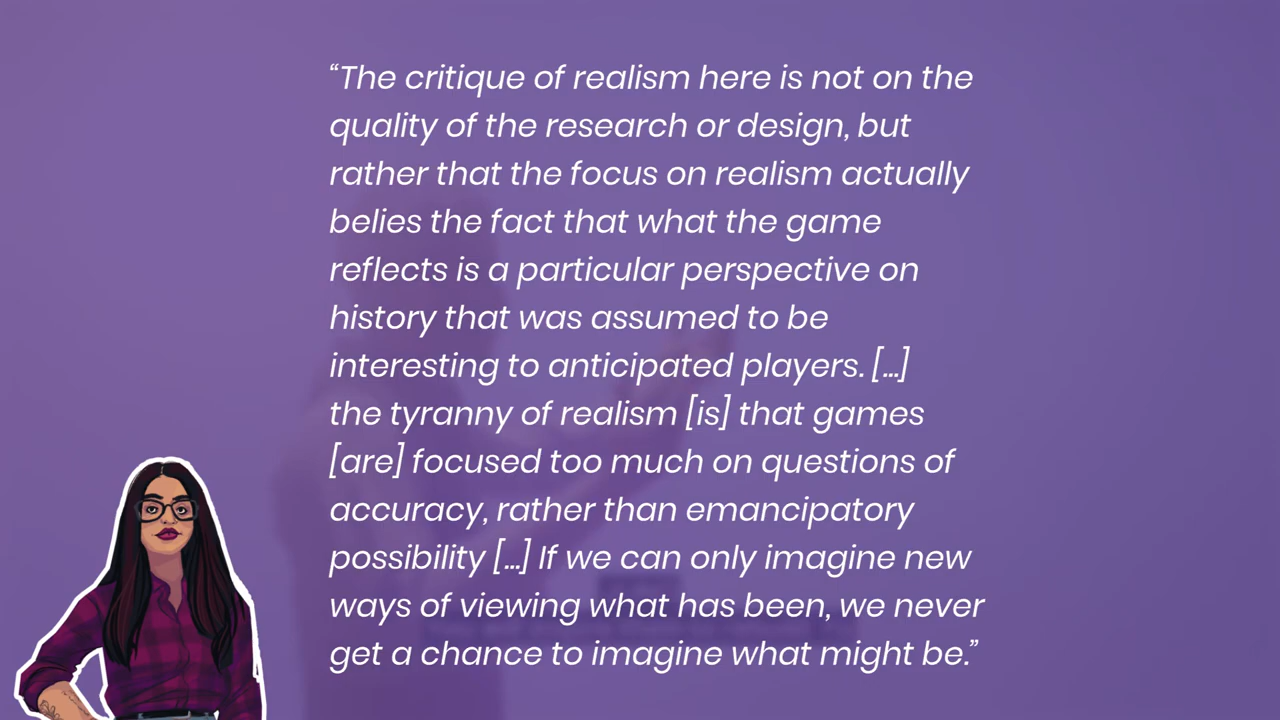 “The critique of realism here is not on the
quality of the research or design, but
rather that the focus on realism actually
belies the fact that what the game
reflects is a particular perspective on
history that was assumed to be
interesting to anticipated players. [...]
the tyranny of realism [is] that games
[are] focused too much on questions of
accuracy, rather than emancipatory
possibility [...] If we can only imagine new
ways of viewing what has been, we never
get a chance to imagine what might be.”